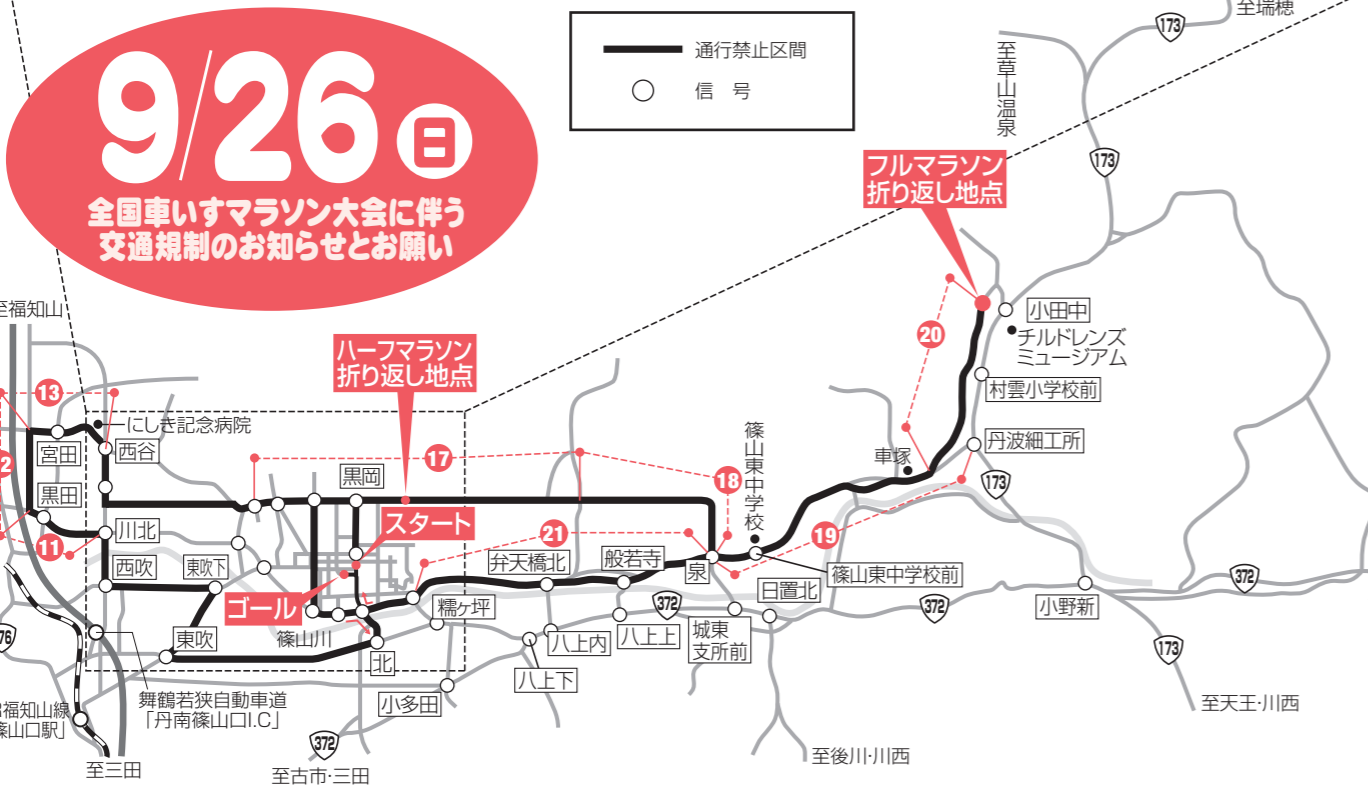 9/26 日
全国車いすマラソン大会に伴う
交通規制のお知らせとお願い
通行禁止区間
信 号
至瑞穂
173
至草山温泉
173
フルマラソン
折り返し地点
小田中
チルドレンズ
ミュージアム
20
村雲小学校前
丹波細工所
車塚
173
至福知山
ハーフマラソン
折り返し地点
13
にしき記念病院
宮田
西谷
17
黒岡
18
篠山東中学校
黒田
スタート
11
川北
21
19
西吹
東吹下
弁天橋北
般若寺
泉
篠山東中学校前
372
ゴール
糯ヶ坪
372
日置北
372
小野新
篠山川
東吹
北
八上内
八上上
城東
支所前
173
八上下
舞鶴若狭自動車道
「丹南篠山口I.C」
小多田
福知山線
篠山口駅」
至天王・川西
372
至三田
至古市・三田
至後川・川西